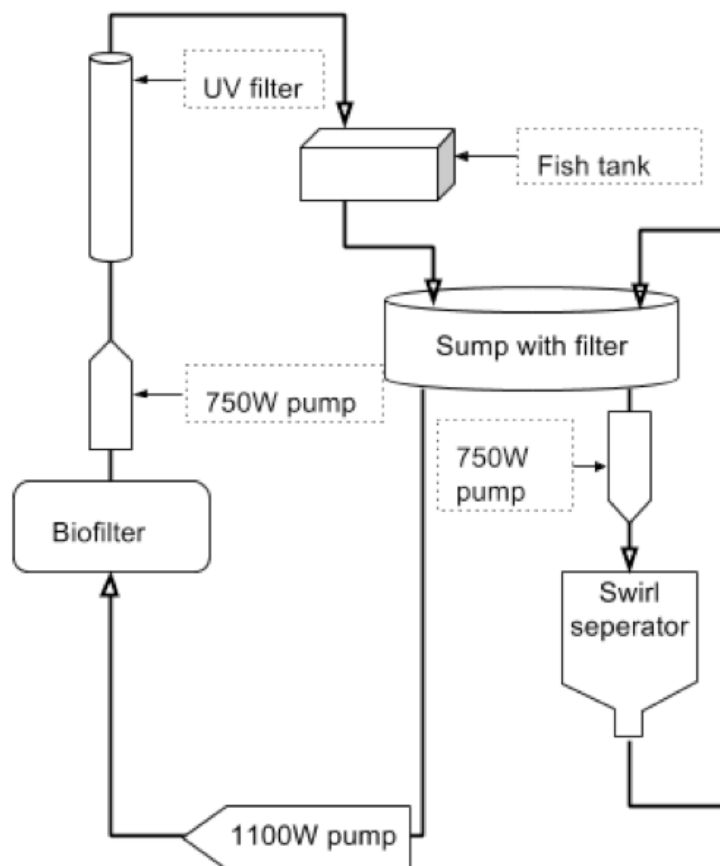 UV filter
Fish tank
Sump with filter
750W pump
750W
pump
Biofilter
Swirl
seperator
1100W pump